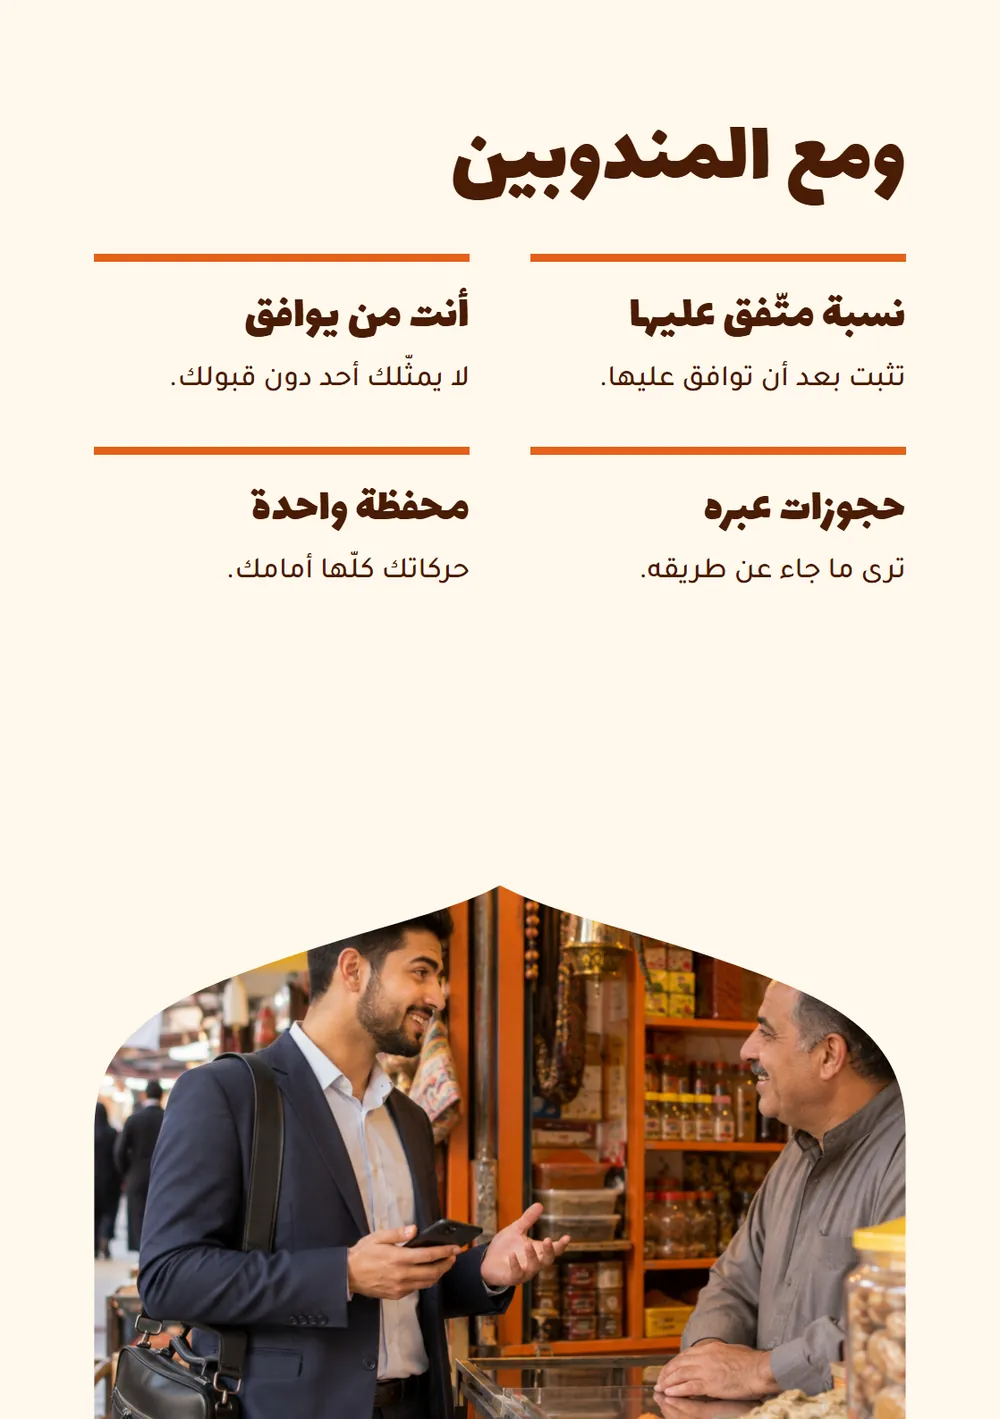 ومع المندوبين
نسبة متّفق عليها
تثبت بعد أن توافق عليها.
أنت من يوافق
لا يمثّلك أحد دون قبولك.
حجوزات عبره
ترى ما جاء عن طريقه.
محفظة واحدة
حركاتك كلّها أمامك.